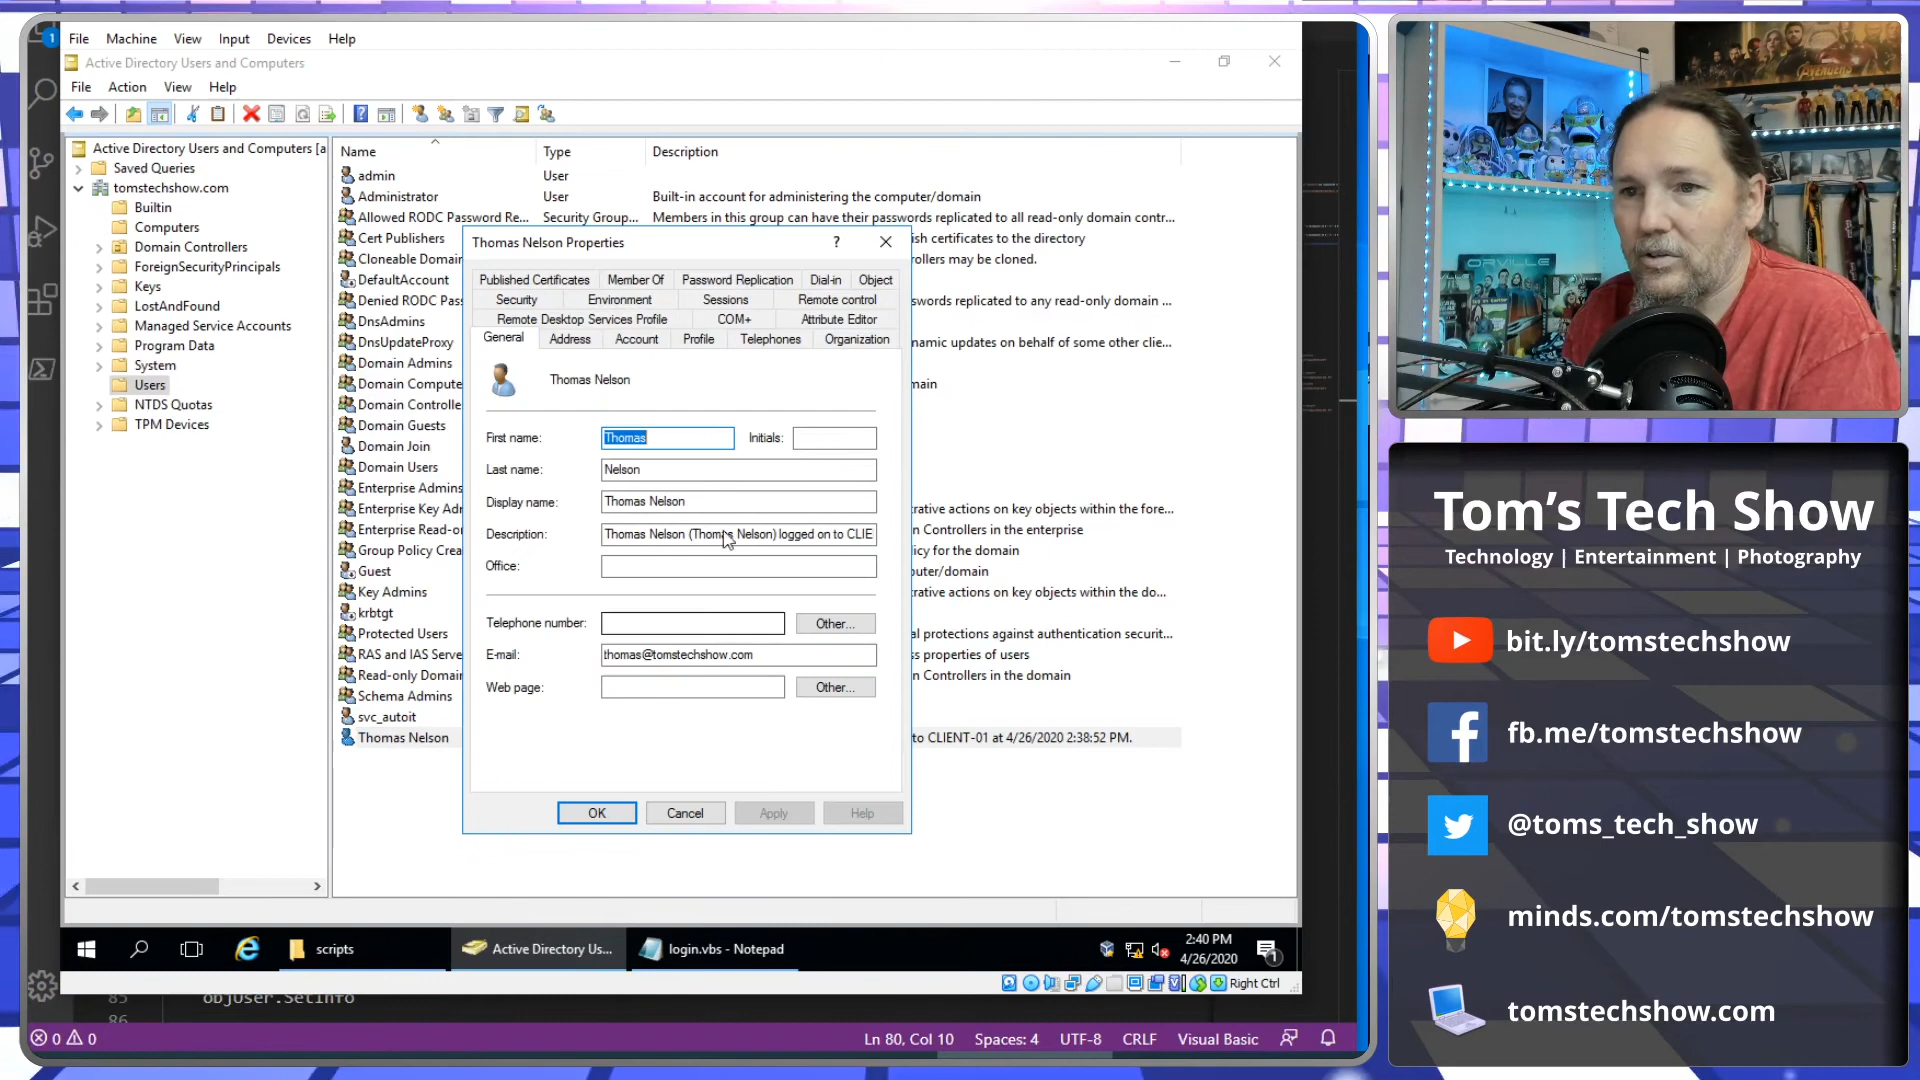 File Machine View Input Devices Help
Active Directory Users and Computers
File Action View Help
Active Directory Users and Computers [a
Saved Queries
tomstechshow.com
Builtin
Computers
Domain Controllers
ForeignSecurityPrincipals
Keys
LostAndFound
Managed Service Accounts
Program Data
System
Users
NTDS Quotas
TPM Devices
Name Type Description
admin User
Administrator User Built-in account for administering the computer/domain
Allowed RODC Password Re... Security Group... Members in this group can have their passwords replicated to all read-only domain contr...
Cert Publishers ish certificates to the directory
Cloneable Domain llers may be cloned.
DefaultAccount
Denied RODC Pas swords replicated to any read-only domain ...
DnsAdmins
DnsUpdateProxy namic updates on behalf of some other clie...
Domain Admins
Domain Compute main
Domain Controlle
Domain Guests
Domain Join
Domain Users
Enterprise Admins
Enterprise Key Adr trative actions on key objects within the fore...
Enterprise Read-or n Controllers in the enterprise
Group Policy Crea icy for the domain
Guest uter/domain
Key Admins trative actions on key objects within the do...
krbtgt
Protected Users al protections against authentication securit...
RAS and IAS Serve ss properties of users
Read-only Domair n Controllers in the domain
Schema Admins
svc_autoit
Thomas Nelson to CLIENT-01 at 4/26/2020 2:38:52 PM.
Thomas Nelson Properties ?
Published Certificates Member Of Password Replication Dial-in Object
Security Environment Sessions Remote control
Remote Desktop Services Profile COM+ Attribute Editor
General Address Account Profile Telephones Organization
Thomas Nelson
First name: Thomas Initials:
Last name: Nelson
Display name: Thomas Nelson
Description: Thomas Nelson (Thomas Nelson) logged on to CLIE
Office:
Telephone number: Other...
E-mail: thomas@tomstechshow.com
Web page: Other...
OK Cancel Apply Help
scripts Active Directory Us... login.vbs - Notepad
2:40 PM
4/26/2020
1
Right Ctrl
1
85 objUser.SetInfo
86
0 0 Ln 80, Col 10 Spaces: 4 UTF-8 CRLF Visual Basic
AVENGERS
ORVILLE
Tom's Tech Show
Technology | Entertainment | Photography
bit.ly/tomstechshow
fb.me/tomstechshow
@toms_tech_show
minds.com/tomstechshow
tomstechshow.com